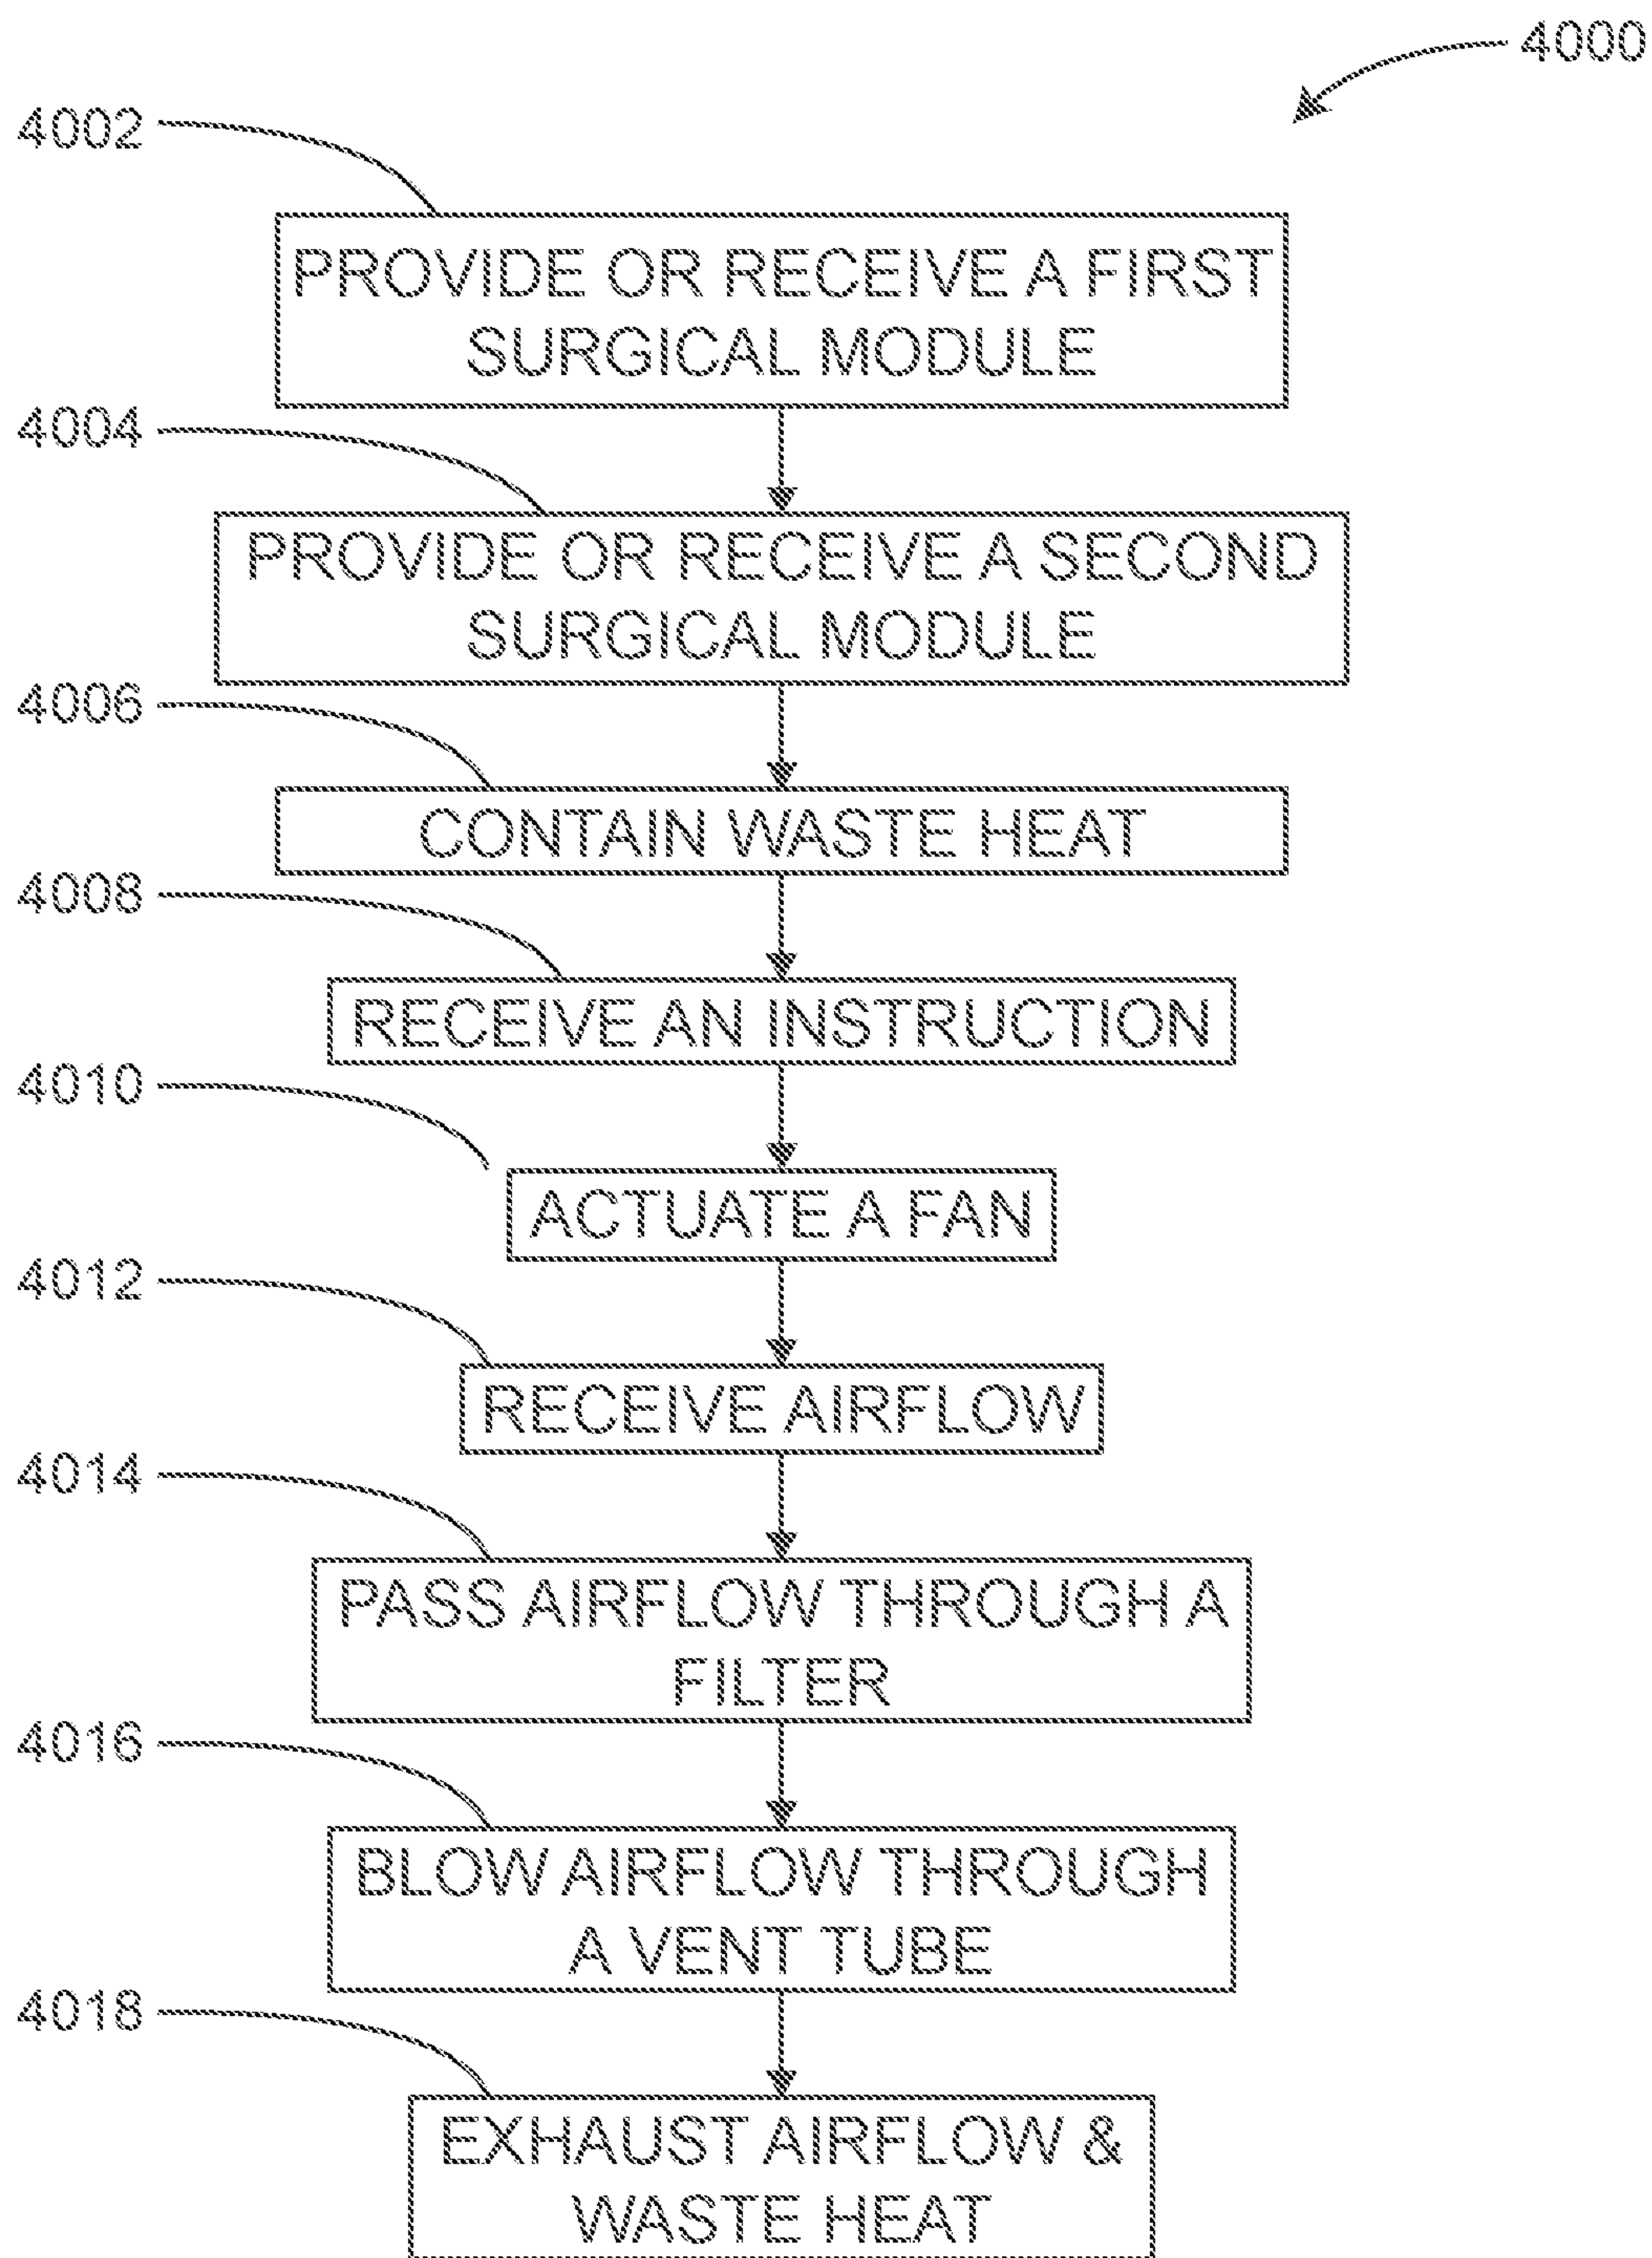 4000
4002
PROVIDE OR RECEIVE A FIRST
SURGICAL MODULE
4004
PROVIDE OR RECEIVE A SECOND
SURGICAL MODULE
4006
CONTAIN WASTE HEAT
4008
RECEIVE AN INSTRUCTION
4010
ACTUATE A FAN
4012
RECEIVE AIRFLOW
4014
PASS AIRFLOW THROUGH A
FILTER
4016
BLOW AIRFLOW THROUGH
A VENT TUBE
4018
EXHAUST AIRFLOW &
WASTE HEAT